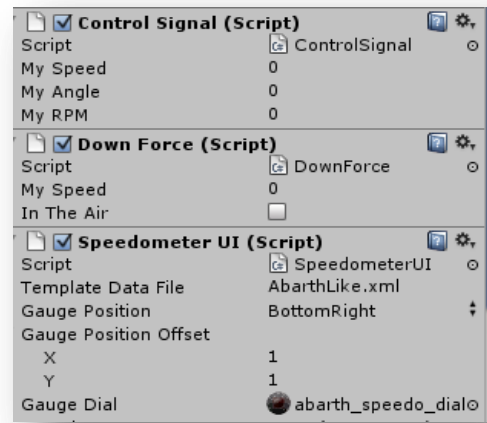 Control Signal (Script)
Script ControlSignal
My Speed 0
My Angle 0
My RPM 0
Down Force (Script)
Script DownForce
My Speed 0
In The Air
Speedometer UI (Script)
Script SpeedometerUI
Template Data File AbarthLike.xml
Gauge Position BottomRight
Gauge Position Offset
X 1
Y 1
Gauge Dial abarth_speedo_dial